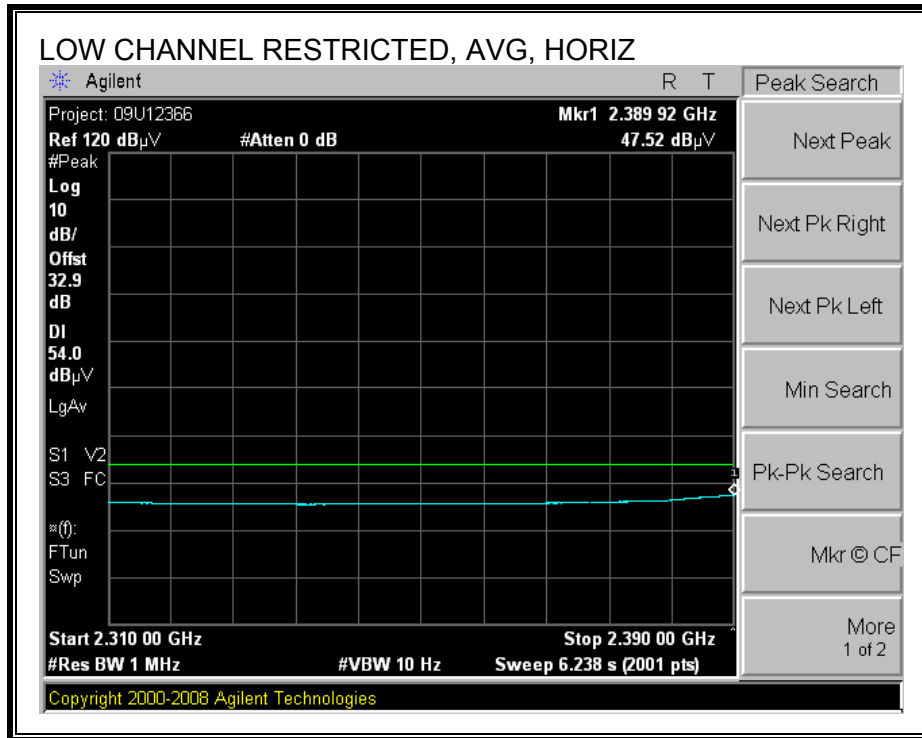 LOW CHANNEL RESTRICTED, AVG, HORIZ
Agilent R T Peak Search
Project: 09U12366 Mkr1 2.389 92 GHz
Ref 120 dBµV #Atten 0 dB 47.52 dBµV
#Peak
Log
10
dB/
Offst
32.9
dB
DI
54.0
dBµV
LgAv
S1 V2
S3 FC
¤(f):
FTun
Swp
1
Start 2.310 00 GHz Stop 2.390 00 GHz ^
#Res BW 1 MHz #VBW 10 Hz Sweep 6.238 s (2001 pts)
Copyright 2000-2008 Agilent Technologies
Next Peak
Next Pk Right
Next Pk Left
Min Search
Pk-Pk Search
Mkr © CF
More
1 of 2